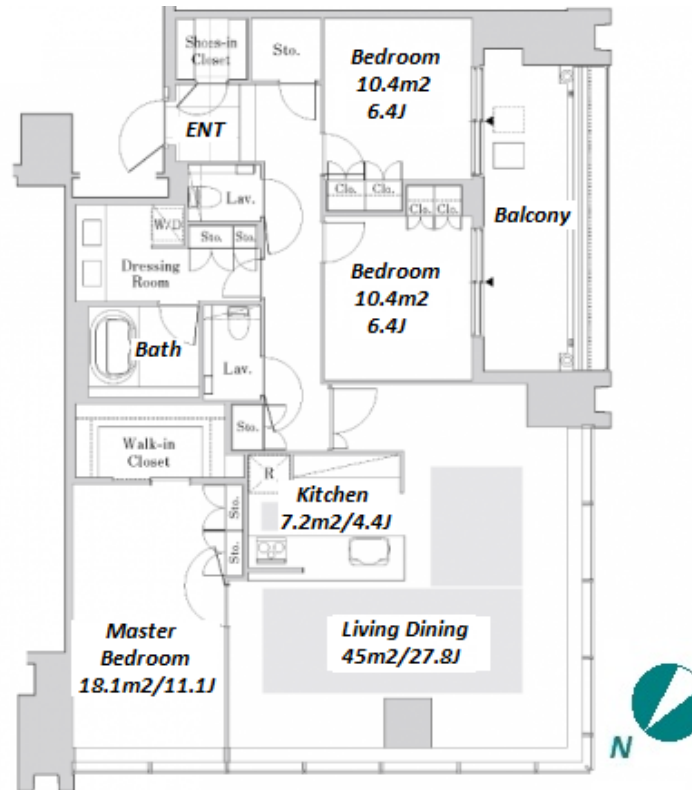 Shoes-in
Closet
Sto.
Bedroom
10.4m2
6.4J
ENT
Lav.
Clo.
Clo.
Clo.
Clo.
Balcony
W/D
Sto.
Sto.
Dressing
Room
Bedroom
10.4m2
6.4J
Bath
Lav.
Sto.
Walk-in
Closet
R
Kitchen
7.2m2/4.4J
Sto.
Sto.
Master
Bedroom
18.1m2/11.1J
Living Dining
45m2/27.8J
N